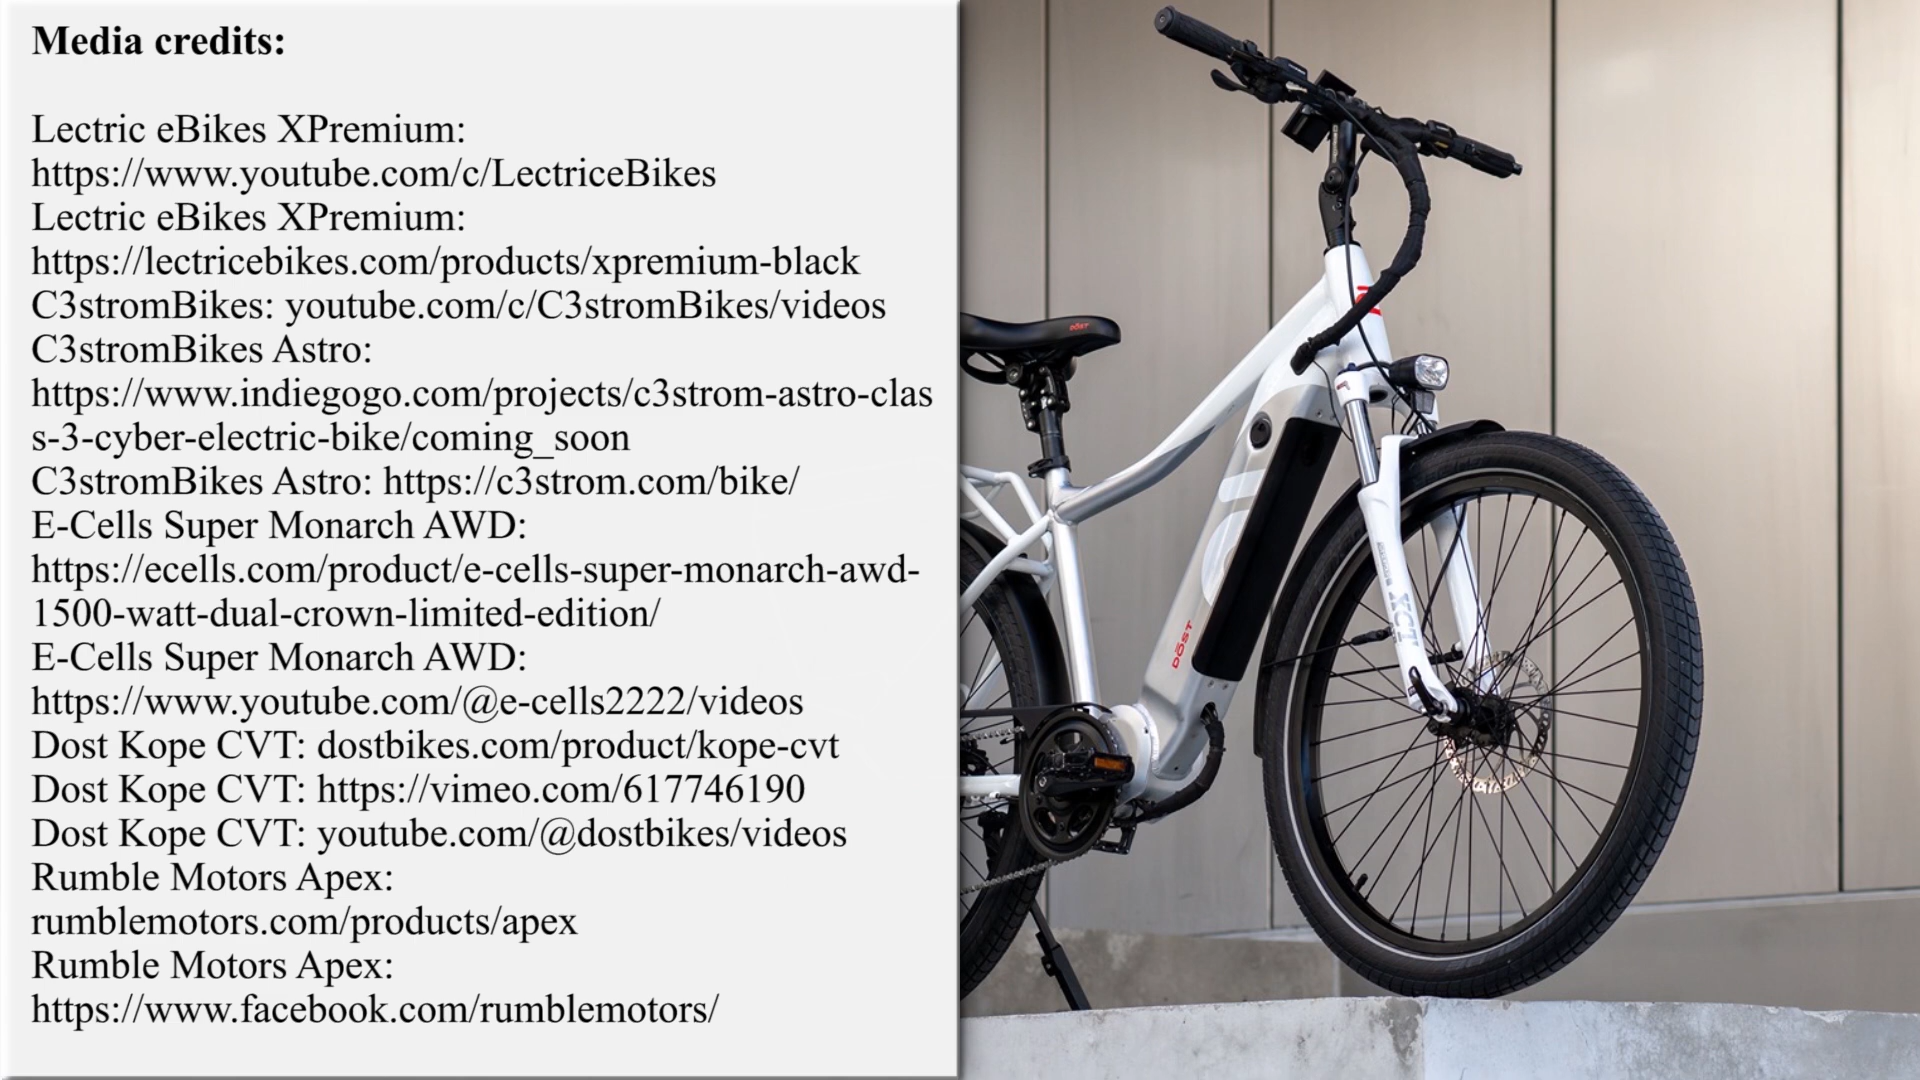 Media credits:
Lectric eBikes XPremium:
https://www.youtube.com/c/LectriceBikes
Lectric eBikes XPremium:
https://lectricebikes.com/products/xpremium-black
C3stromBikes: youtube.com/c/C3stromBikes/videos
C3stromBikes Astro:
https://www.indiegogo.com/projects/c3strom-astro-clas
s-3-cyber-electric-bike/coming_soon
C3stromBikes Astro: https://c3strom.com/bike/
E-Cells Super Monarch AWD:
https://ecells.com/product/e-cells-super-monarch-awd-
1500-watt-dual-crown-limited-edition/
E-Cells Super Monarch AWD:
https://www.youtube.com/@e-cells2222/videos
Dost Kope CVT: dostbikes.com/product/kope-cvt
Dost Kope CVT: https://vimeo.com/617746190
Dost Kope CVT: youtube.com/@dostbikes/videos
Rumble Motors Apex:
rumblemotors.com/products/apex
Rumble Motors Apex:
https://www.facebook.com/rumblemotors/
DÖST
DÖST
XCT